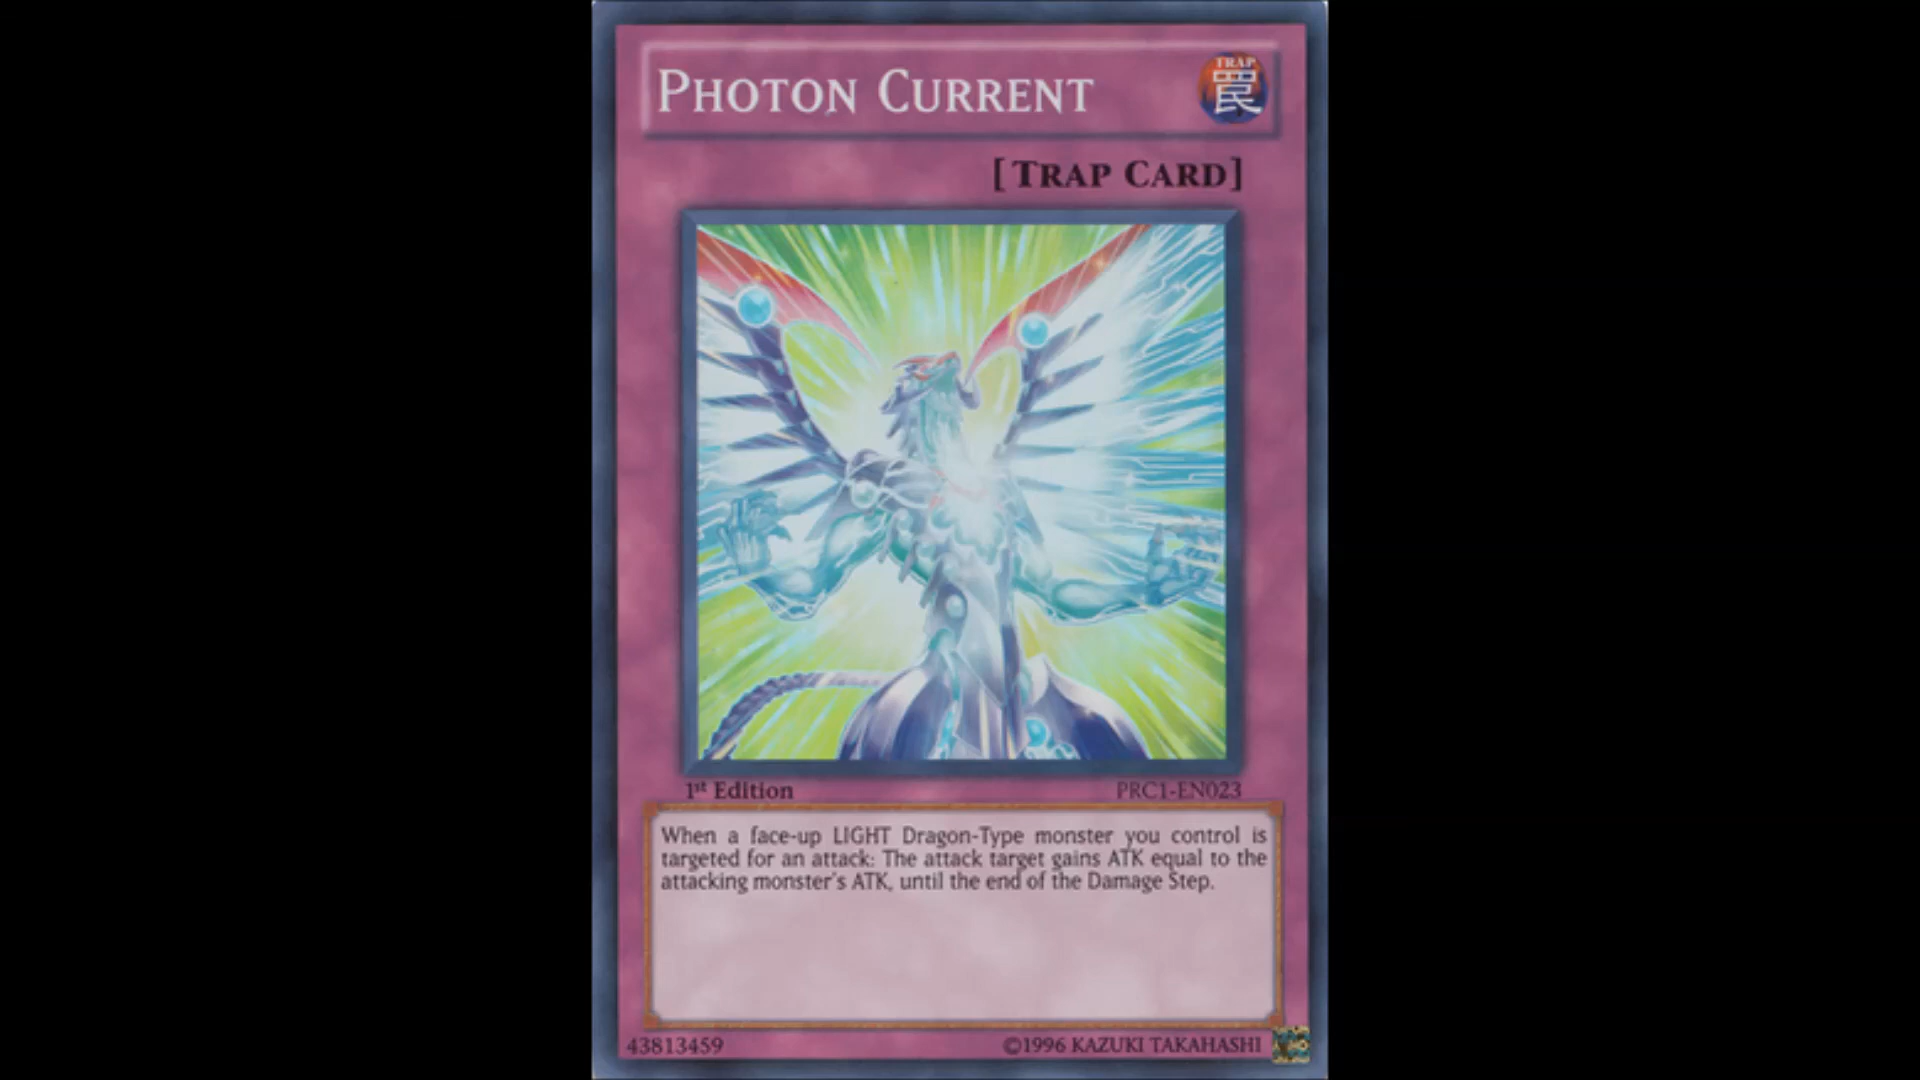 PHOTON CURRENT
TRAP
罠
[TRAP CARD]
1st Edition
PRC1-EN023
When a face-up LIGHT Dragon-Type monster you control is
targeted for an attack: The attack target gains ATK equal to the
attacking monster's ATK, until the end of the Damage Step.
43813459
©1996 KAZUKI TAKAHASHI